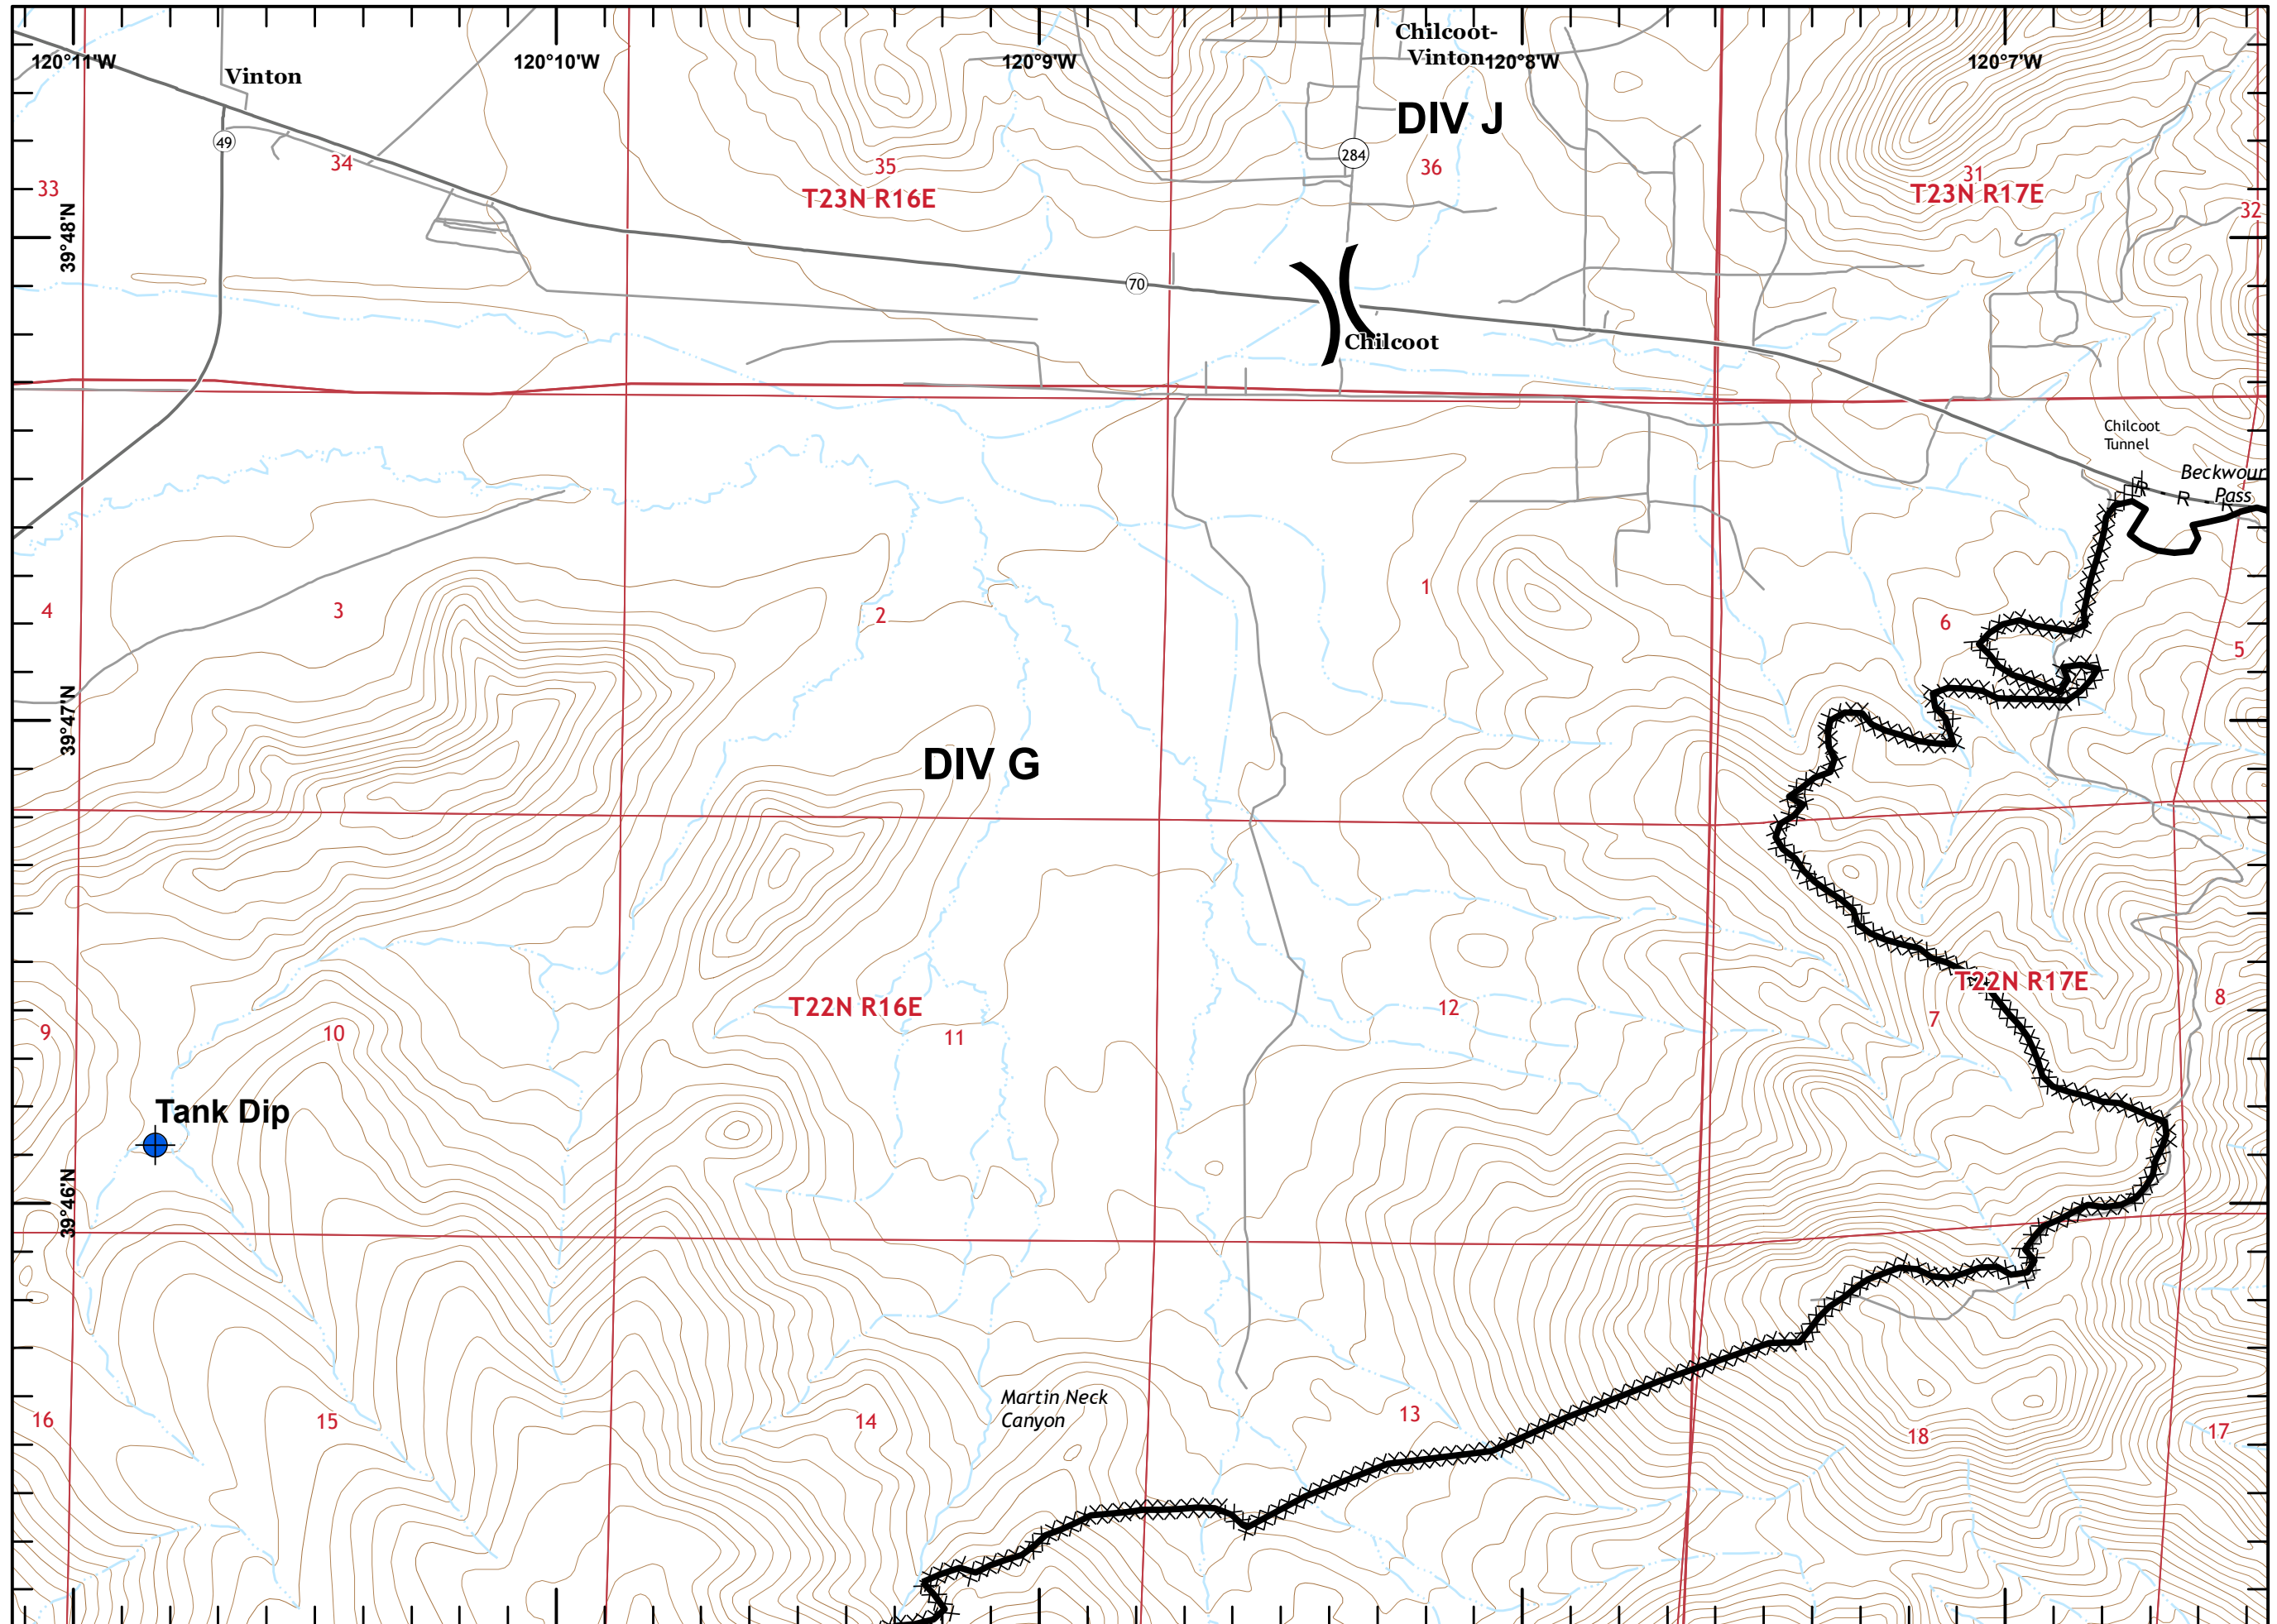 Chilcoot-
Vinton
120°11'W
120°10'W
120°9'W
120°8'W
120°7'W
Vinton
DIV J
49
284
34
35
36
31
33
T23N R16E
T23N R17E
32
39°48'N
70
Chilcoot
Chilcoot
Tunnel
Beckwour
Pass
R
R
R
1
4
3
2
6
5
39°47'N
DIV G
T22N R17E
8
T22N R16E
12
7
9
10
11
Tank Dip
39°46'N
Martin Neck
Canyon
16
15
14
13
18
17